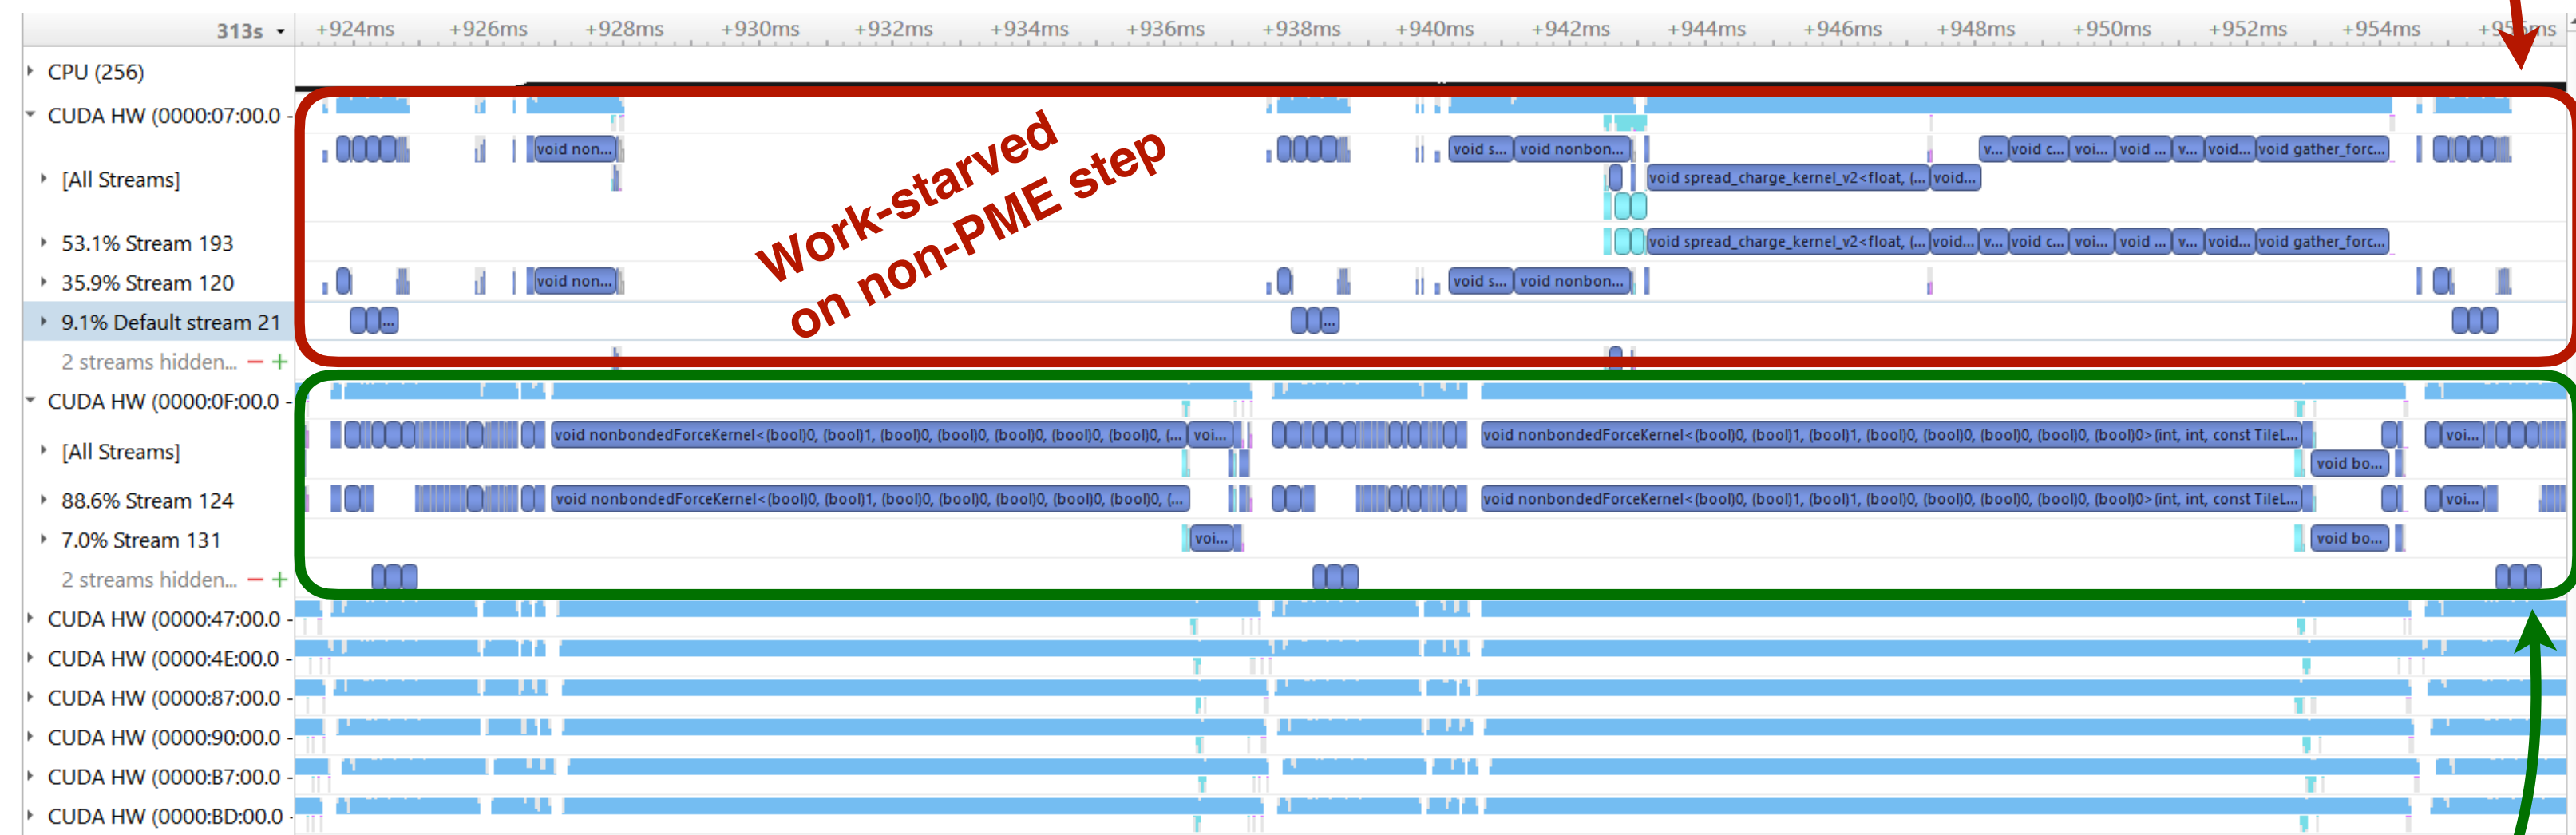 313s
+924ms +926ms +928ms +930ms +932ms +934ms +936ms +938ms +940ms +942ms +944ms +946ms +948ms +950ms +952ms +954ms
CPU (256)
CUDA HW (0000:07:00.0 -
void non... void s... void nonbon... v... void c... voi... void ... v... void... void gather_forc...
[All Streams]
void spread_charge_kernel_v2<float, (... void...
Work-starved
on non-PME step
53.1% Stream 193
void spread_charge_kernel_v2<float, (... void... v... void c... voi... void ... v... void... void gather_forc...
35.9% Stream 120
void non... void s... void nonbon...
9.1% Default stream 21
... ...
2 streams hidden... − +
CUDA HW (0000:0F:00.0 -
void nonbondedForceKernel<(bool)0, (bool)1, (bool)0, (bool)0, (bool)0, (bool)0, (bool)0, (... voi... void nonbondedForceKernel<(bool)0, (bool)1, (bool)1, (bool)0, (bool)0, (bool)0, (bool)0, (bool)0>(int, int, const TileL... voi...
[All Streams]
void bo...
88.6% Stream 124
void nonbondedForceKernel<(bool)0, (bool)1, (bool)0, (bool)0, (bool)0, (bool)0, (bool)0, (... void nonbondedForceKernel<(bool)0, (bool)1, (bool)1, (bool)0, (bool)0, (bool)0, (bool)0, (bool)0>(int, int, const TileL... voi...
7.0% Stream 131
voi... void bo...
2 streams hidden... − +
CUDA HW (0000:47:00.0 -
CUDA HW (0000:4E:00.0 -
CUDA HW (0000:87:00.0 -
CUDA HW (0000:90:00.0 -
CUDA HW (0000:B7:00.0 -
CUDA HW (0000:BD:00.0 -